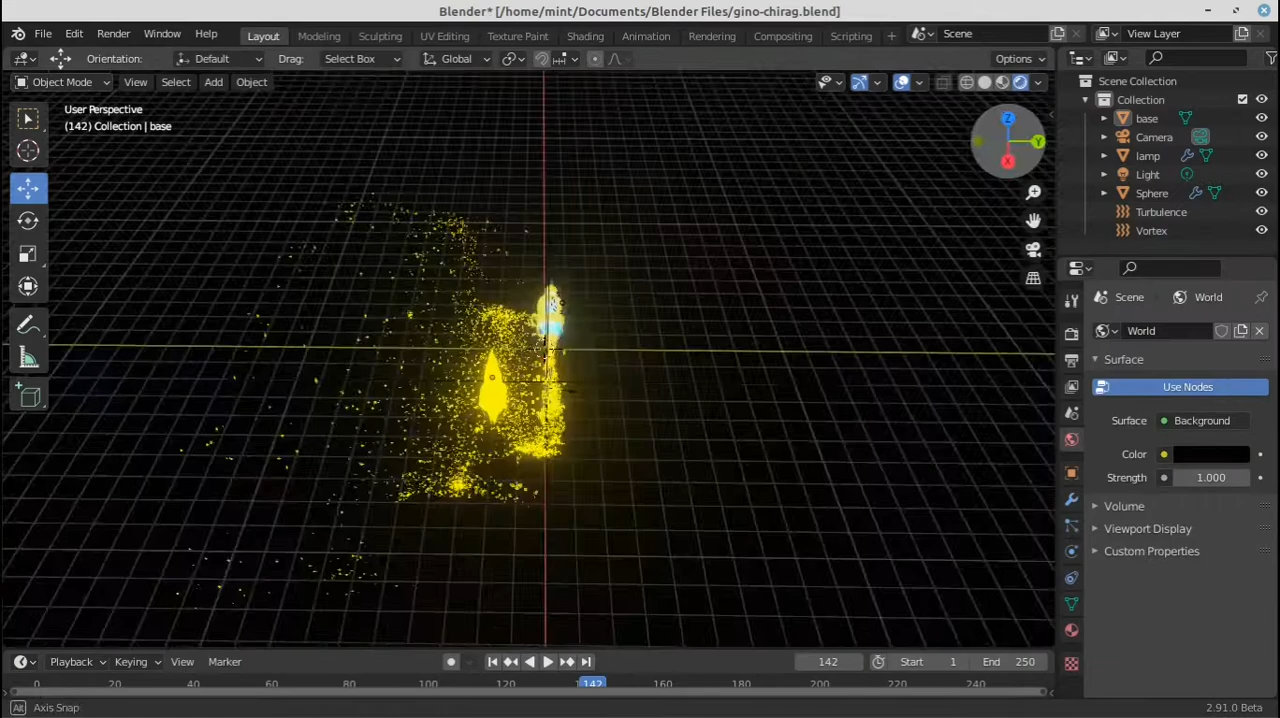 Blender* [/home/mint/Documents/Blender Files/gino-chirag.blend]
File Edit Render Window Help Layout Modeling Sculpting UV Editing Texture Paint Shading Animation Rendering Compositing Scripting + Scene View Layer
Orientation: Default Drag: Select Box Global Options
Object Mode View Select Add Object
User Perspective
(142) Collection | base
Z
Y
X
Scene Collection
Collection
base
Camera
lamp
Light
Sphere
Turbulence
Vortex
Scene World
World
Surface
Use Nodes
Surface Background
Color
Strength 1.000
Volume
Viewport Display
Custom Properties
Playback Keying View Marker 142 Start 1 End 250
0 20 40 60 80 100 120 142 160 180 200 220 240
Alt Axis Snap 2.91.0 Beta